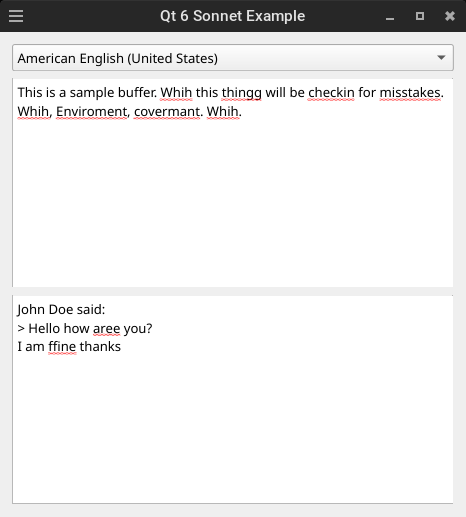 Qt 6 Sonnet Example
American English (United States)
This is a sample buffer. Whih this thingg will be checkin for misstakes.
Whih, Enviroment, covermant. Whih.
John Doe said:
> Hello how aree you?
I am ffine thanks